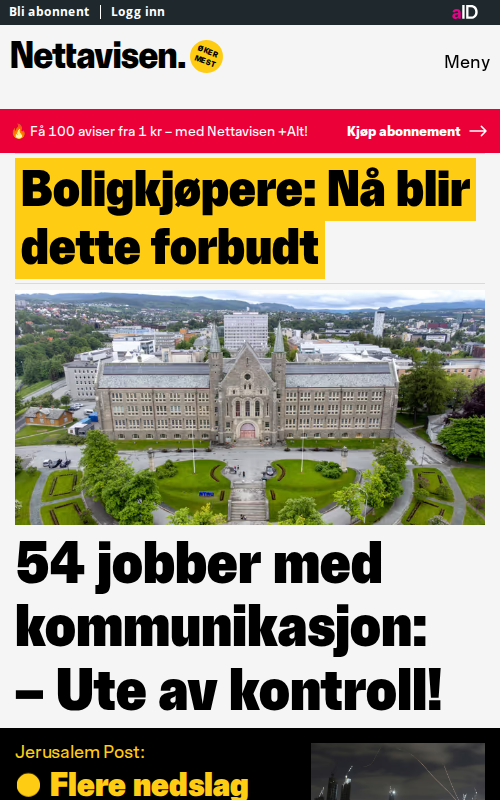 Bli abonnent Logg inn aID
Nettavisen. ØKER MEST
Meny
🔥 Få 100 aviser fra 1 kr – med Nettavisen +Alt! Kjøp abonnement →
Boligkjøpere: Nå blir
dette forbudt
54 jobber med
kommunikasjon:
– Ute av kontroll!
Jerusalem Post:
Flere nedslag